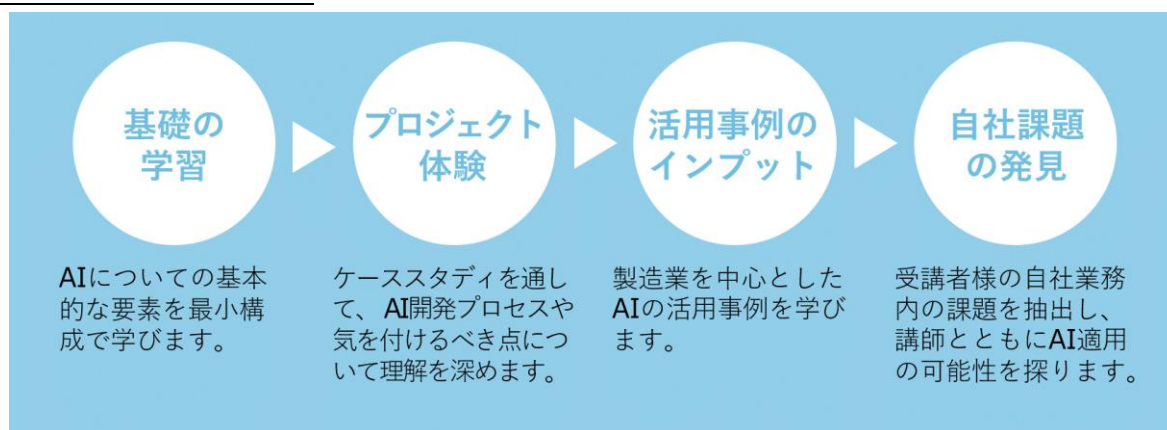 基礎の
学習
プロジェクト
体験
活用事例の
インプット
自社課題
の発見
AIについての基本
的な要素を最小構
成で学びます。
ケーススタディを通し
て、AI開発プロセスや
気を付けるべき点につ
いて理解を深めます。
製造業を中心とした
AIの活用事例を学び
ます。
受講者様の自社業務
内の課題を抽出し、
講師とともにAI適用
の可能性を探ります。